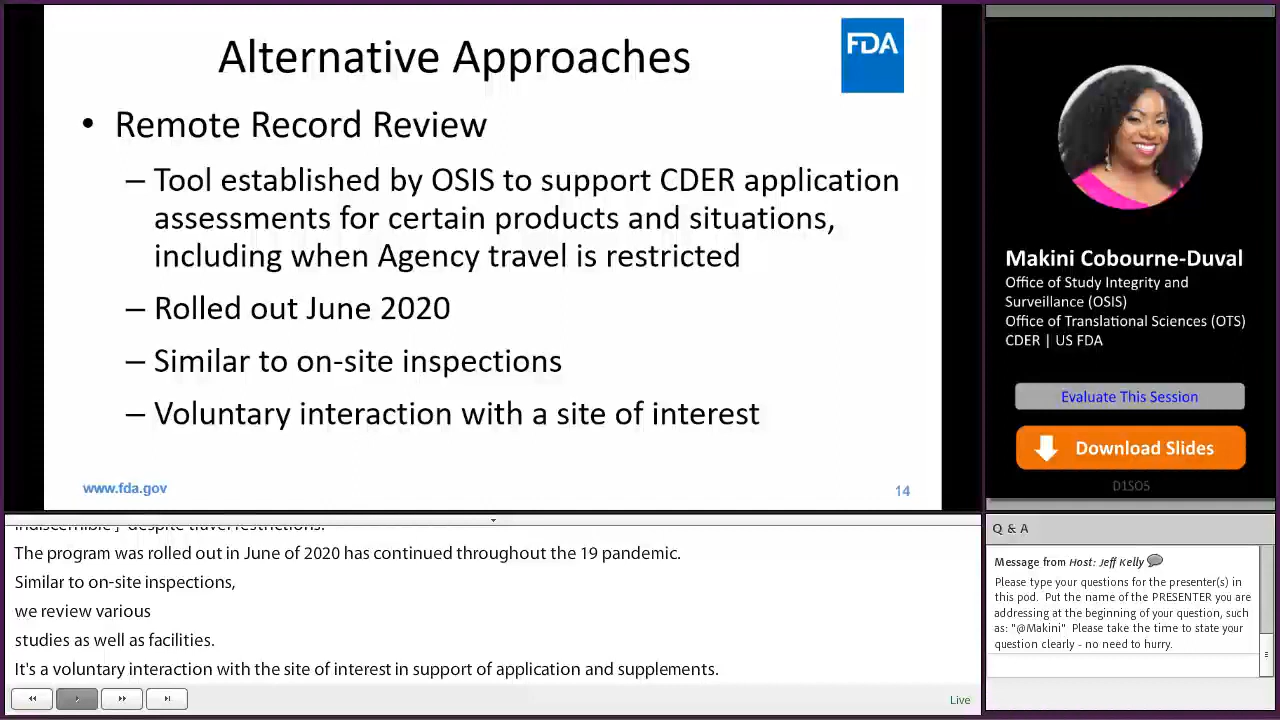 Alternative Approaches
FDA
• Remote Record Review
– Tool established by OSIS to support CDER application
assessments for certain products and situations,
including when Agency travel is restricted
– Rolled out June 2020
– Similar to on-site inspections
– Voluntary interaction with a site of interest
www.fda.gov
14
Makini Cobourne-Duval
Office of Study Integrity and
Surveillance (OSIS)
Office of Translational Sciences (OTS)
CDER | US FDA
Evaluate This Session
Download Slides
D1SO5
despite travel restrictions.
The program was rolled out in June of 2020 has continued throughout the 19 pandemic.
Similar to on-site inspections,
we review various
studies as well as facilities.
It's a voluntary interaction with the site of interest in support of application and supplements.
Live
Q & A
Message from Host: Jeff Kelly
Please type your questions for the presenter(s) in
this pod. Put the name of the PRESENTER you are
addressing at the beginning of your question, such
as: "@Makini" Please take the time to state your
question clearly - no need to hurry.